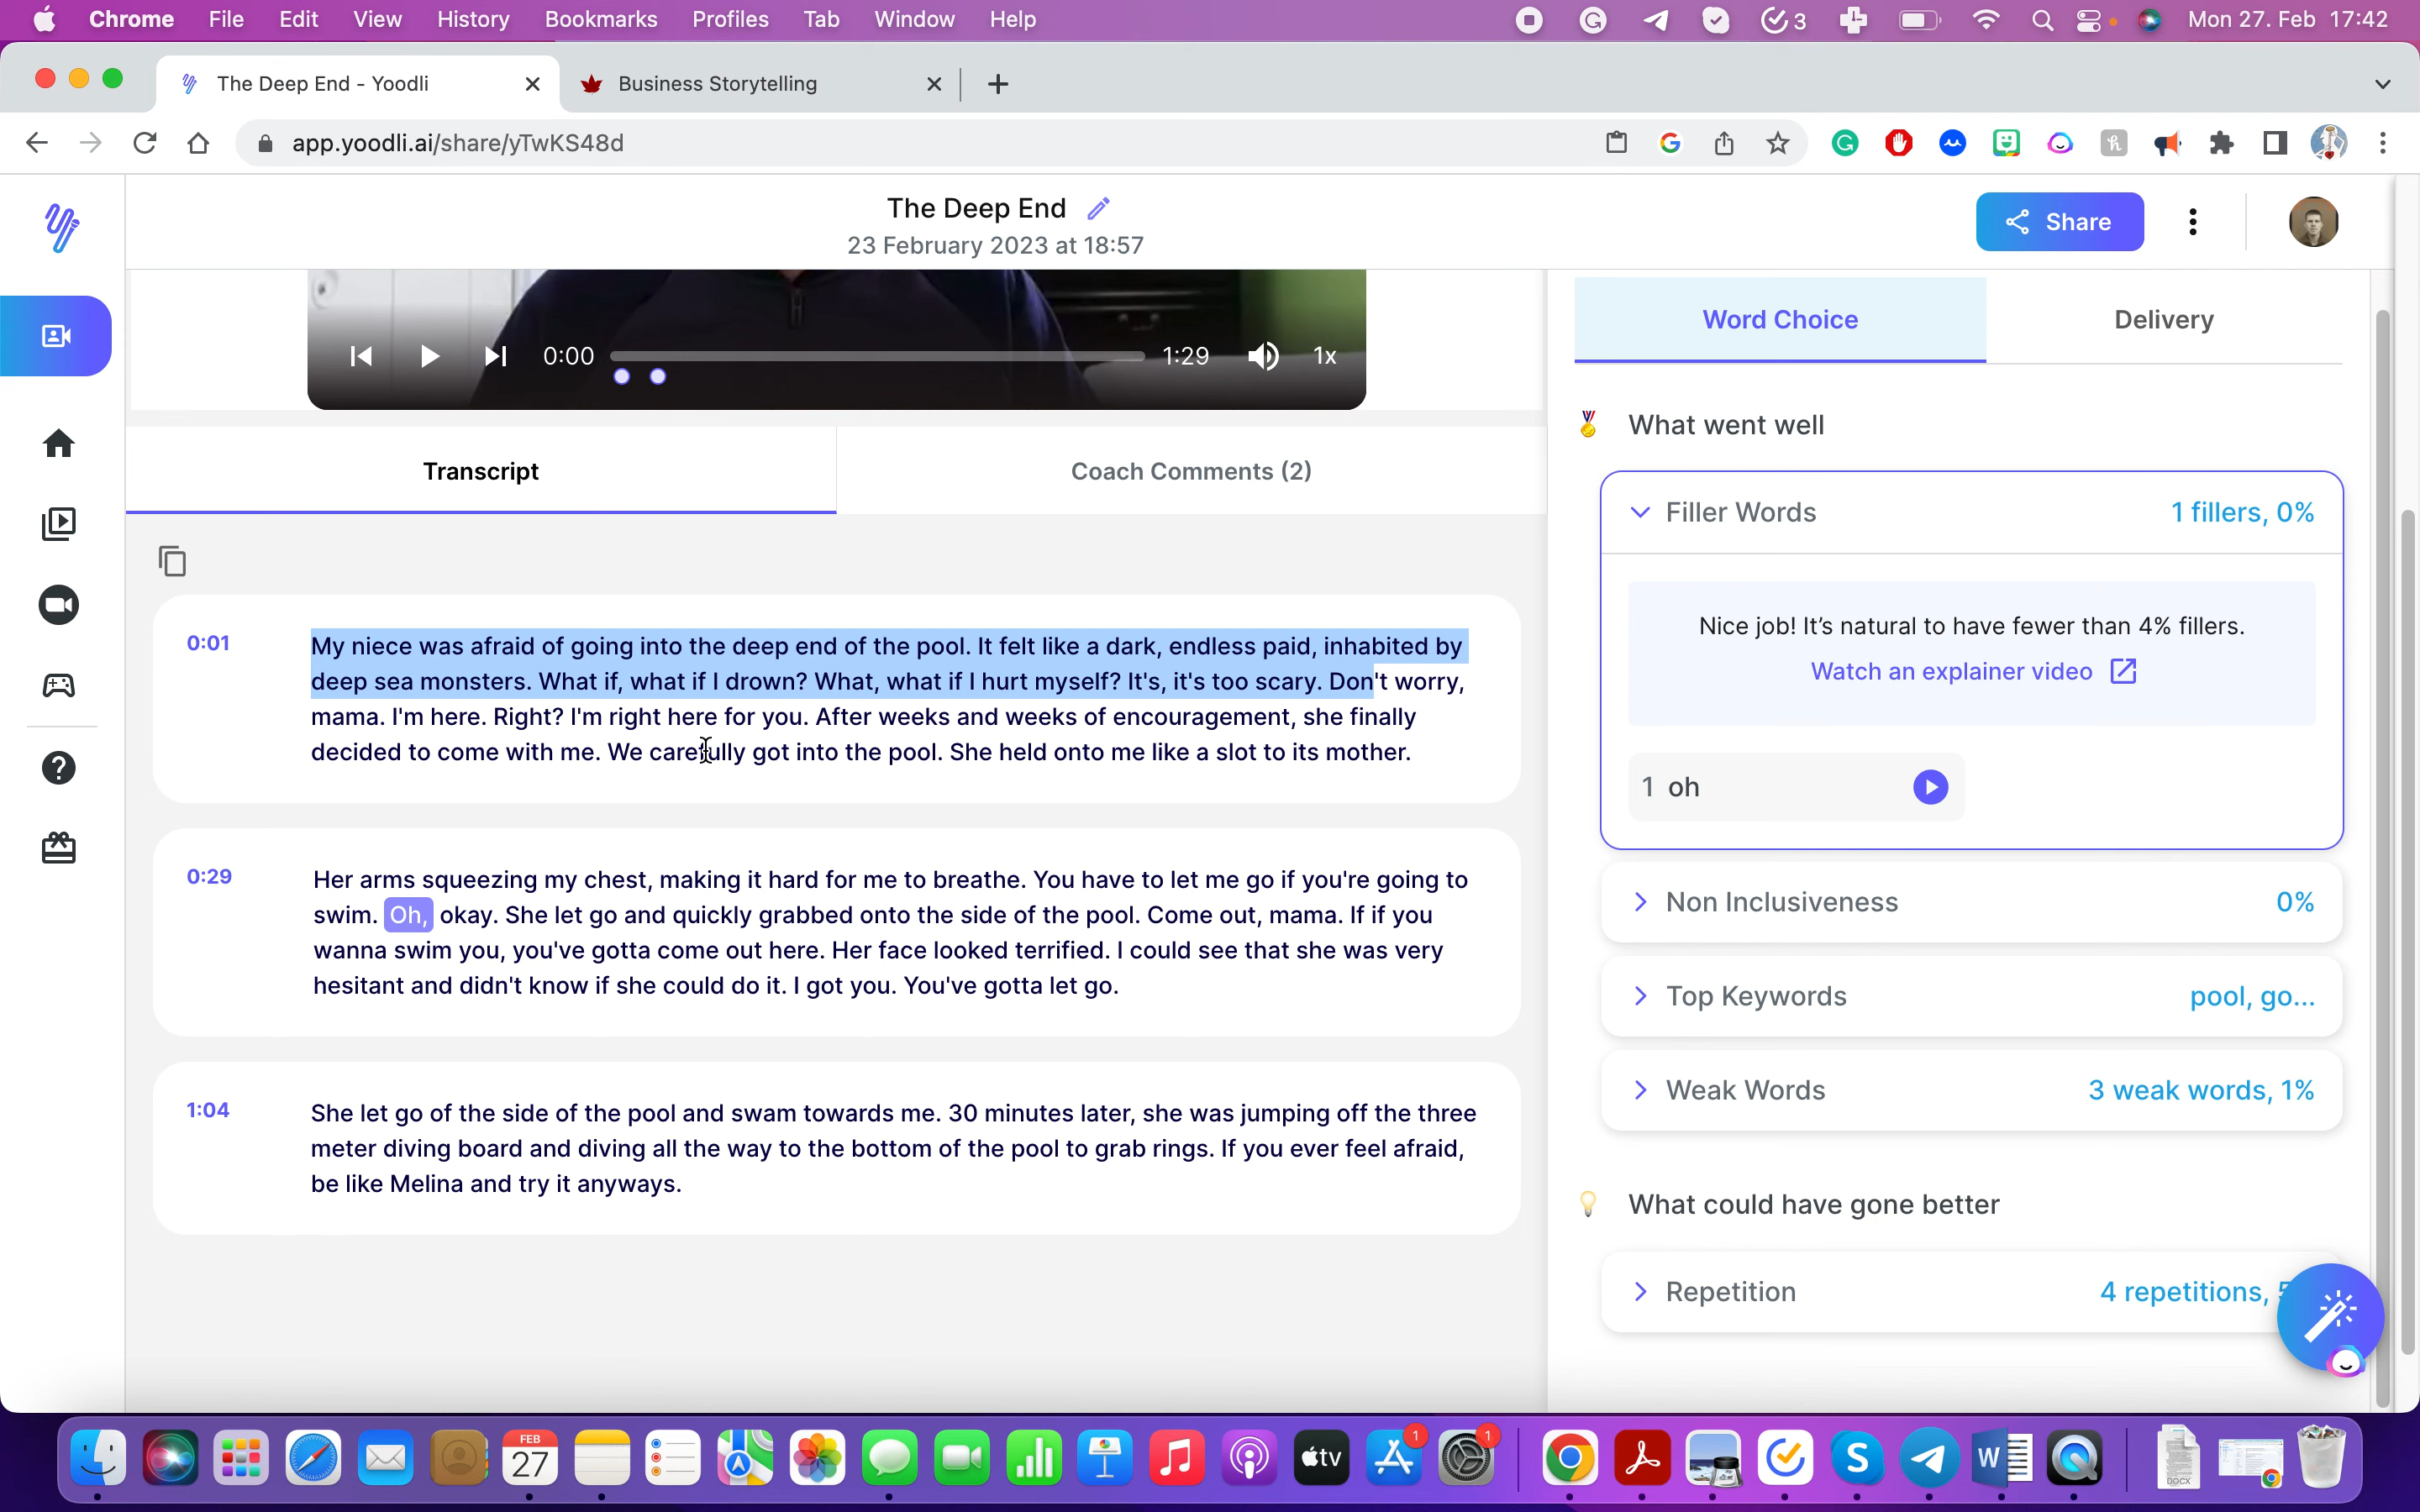 Chrome File Edit View History Bookmarks Profiles Tab Window Help 3 Mon 27. Feb 17:42
The Deep End - Yoodli Business Storytelling
app.yoodli.ai/share/yTwKS48d
The Deep End
23 February 2023 at 18:57
Share
0:00 1:29 1x
Transcript Coach Comments (2)
0:01
My niece was afraid of going into the deep end of the pool. It felt like a dark, endless paid, inhabited by
deep sea monsters. What if, what if I drown? What, what if I hurt myself? It's, it's too scary. Don't worry,
mama. I'm here. Right? I'm right here for you. After weeks and weeks of encouragement, she finally
decided to come with me. We carefully got into the pool. She held onto me like a slot to its mother.
0:29
Her arms squeezing my chest, making it hard for me to breathe. You have to let me go if you're going to
swim. Oh, okay. She let go and quickly grabbed onto the side of the pool. Come out, mama. If if you
wanna swim you, you've gotta come out here. Her face looked terrified. I could see that she was very
hesitant and didn't know if she could do it. I got you. You've gotta let go.
1:04
She let go of the side of the pool and swam towards me. 30 minutes later, she was jumping off the three
meter diving board and diving all the way to the bottom of the pool to grab rings. If you ever feel afraid,
be like Melina and try it anyways.
Word Choice Delivery
What went well
Filler Words 1 fillers, 0%
Nice job! It's natural to have fewer than 4% fillers.
Watch an explainer video
1 oh
Non Inclusiveness 0%
Top Keywords pool, go...
Weak Words 3 weak words, 1%
What could have gone better
Repetition 4 repetitions,
FEB
27
tv
1
1
S
W
DOCX